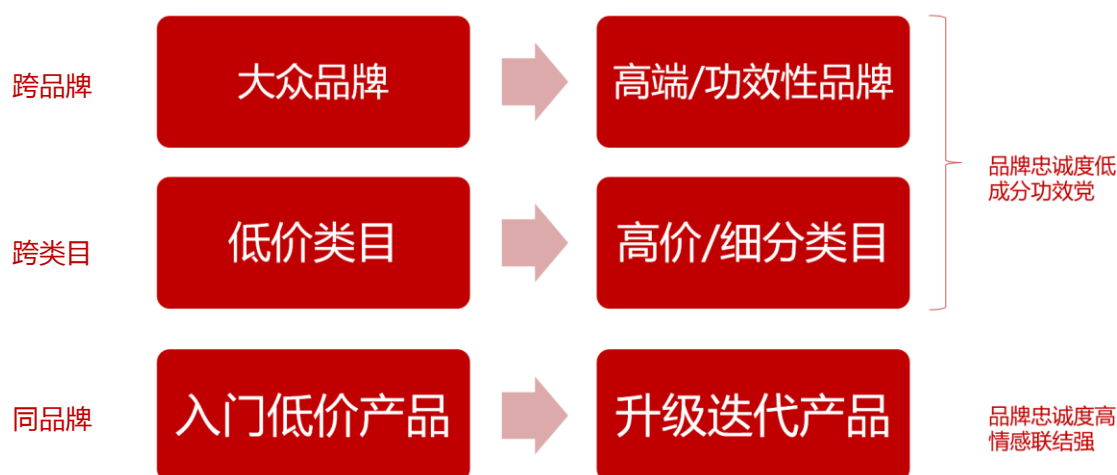 跨品牌
大众品牌
高端/功效性品牌
品牌忠诚度低
成分功效党
跨类目
低价类目
高价/细分类目
同品牌
入门低价产品
升级迭代产品
品牌忠诚度高
情感联结强